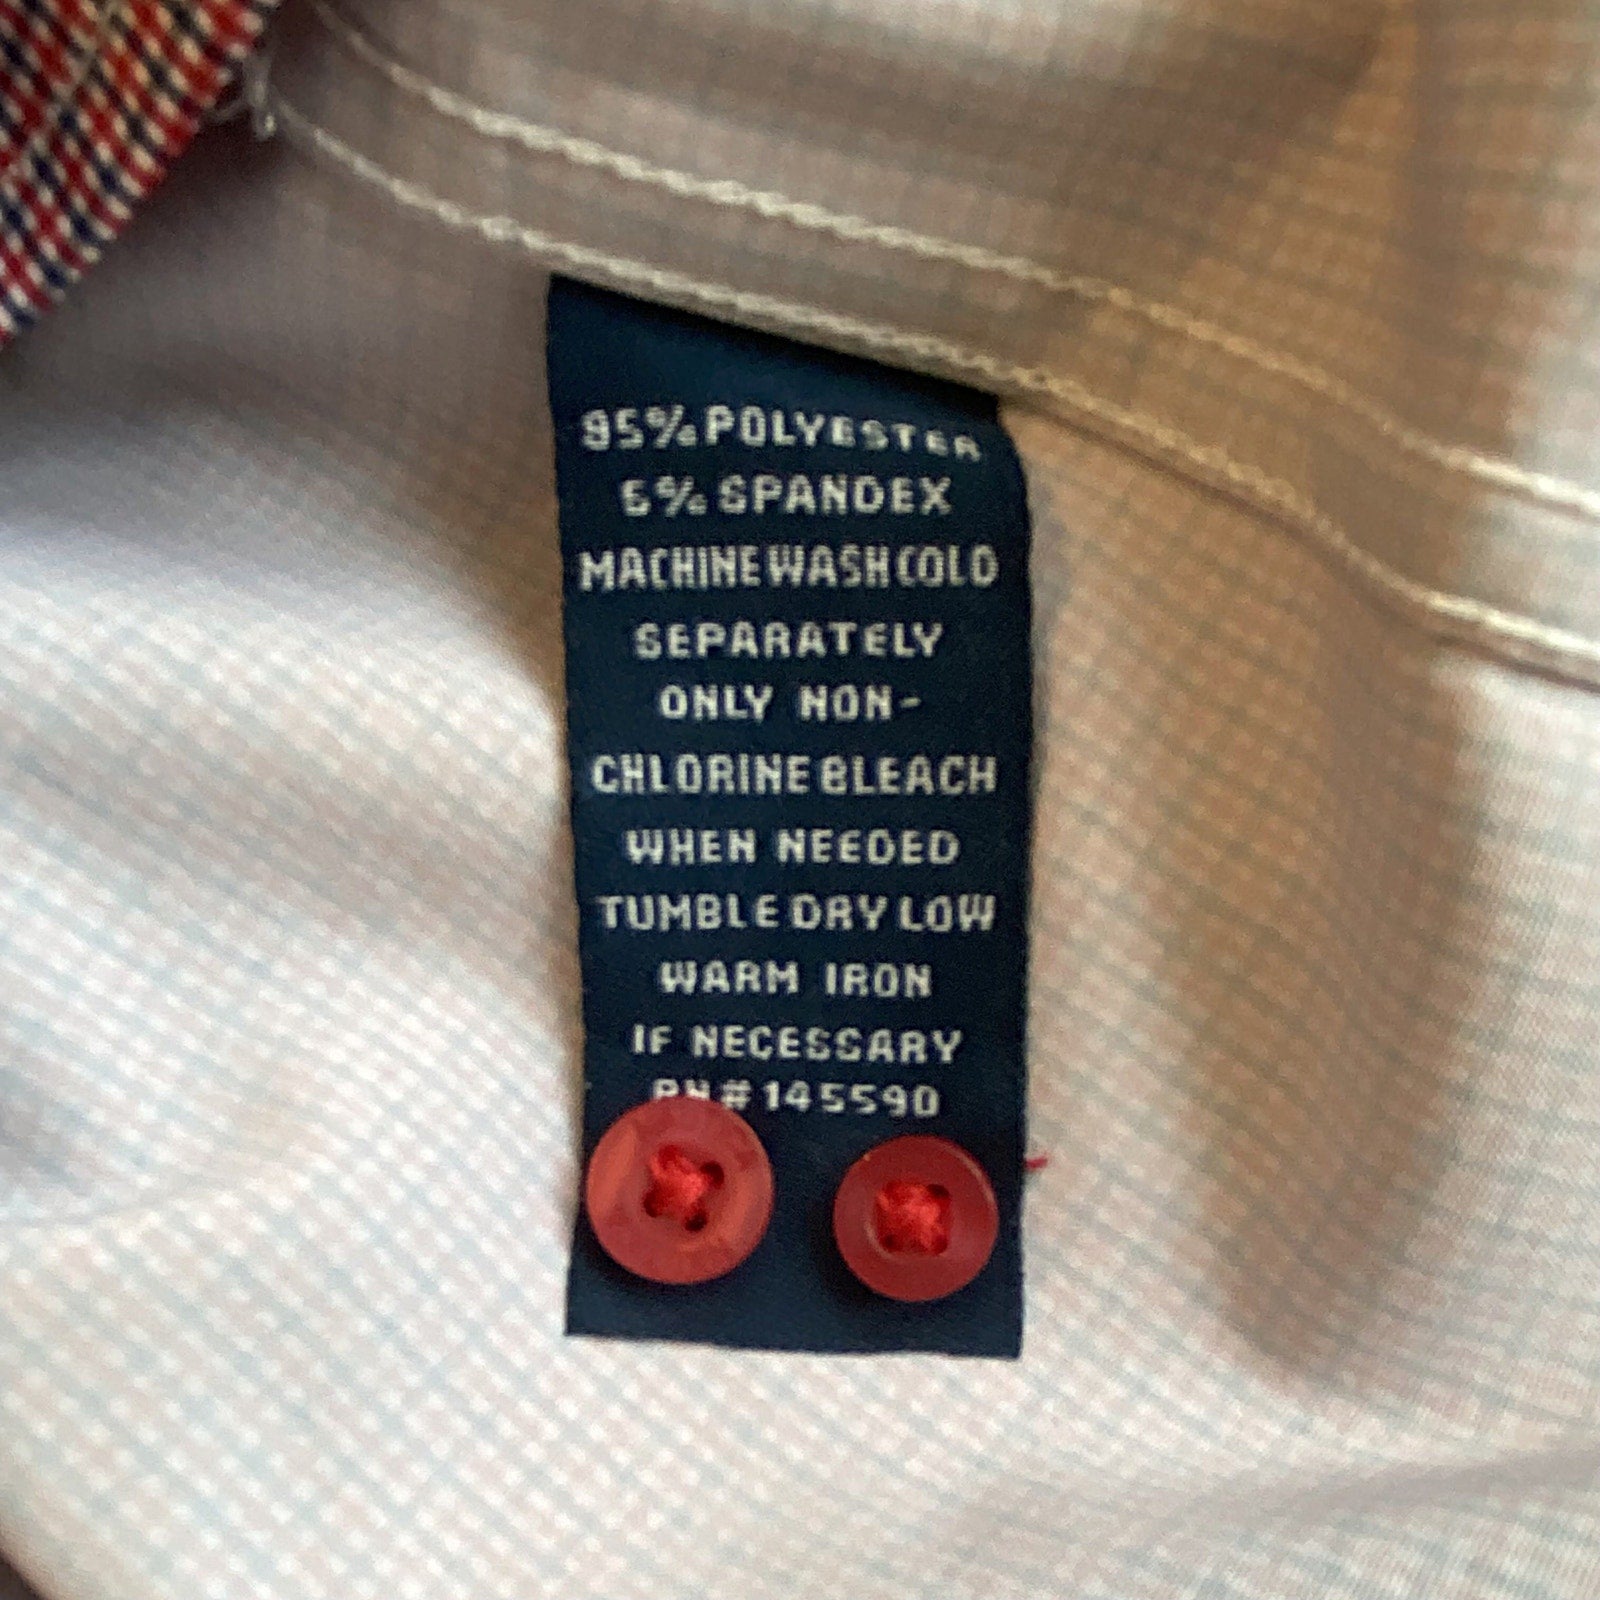 95% POLYESTER
5% SPANDEX
MACHINE WASH COLD
SEPARATELY
ONLY NON-
CHLORINE BLEACH
WHEN NEEDED
TUMBLE DRY LOW
WARM IRON
IF NECESSARY
RN# 145590